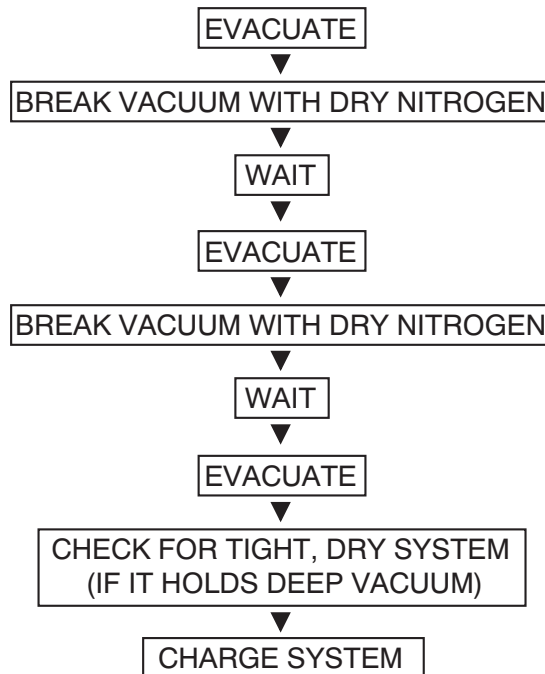 EVACUATE
BREAK VACUUM WITH DRY NITROGEN
WAIT
EVACUATE
BREAK VACUUM WITH DRY NITROGEN
WAIT
EVACUATE
CHECK FOR TIGHT, DRY SYSTEM
(IF IT HOLDS DEEP VACUUM)
CHARGE SYSTEM